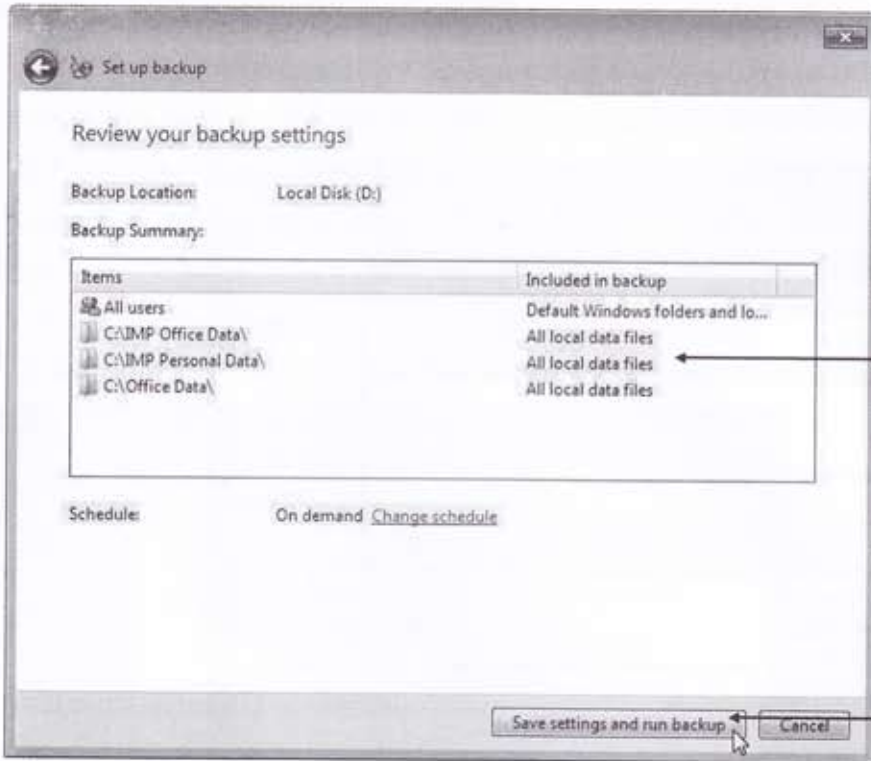 Set up backup
Review your backup settings
Backup Location: Local Disk (D:)
Backup Summary:
Items Included in backup
All users Default Windows folders and lo...
C:\IMP Office Data\ All local data files
C:\IMP Personal Data\ All local data files
C:\Office Data\ All local data files
Schedule: On demand Change schedule
Save settings and run backup Cancel